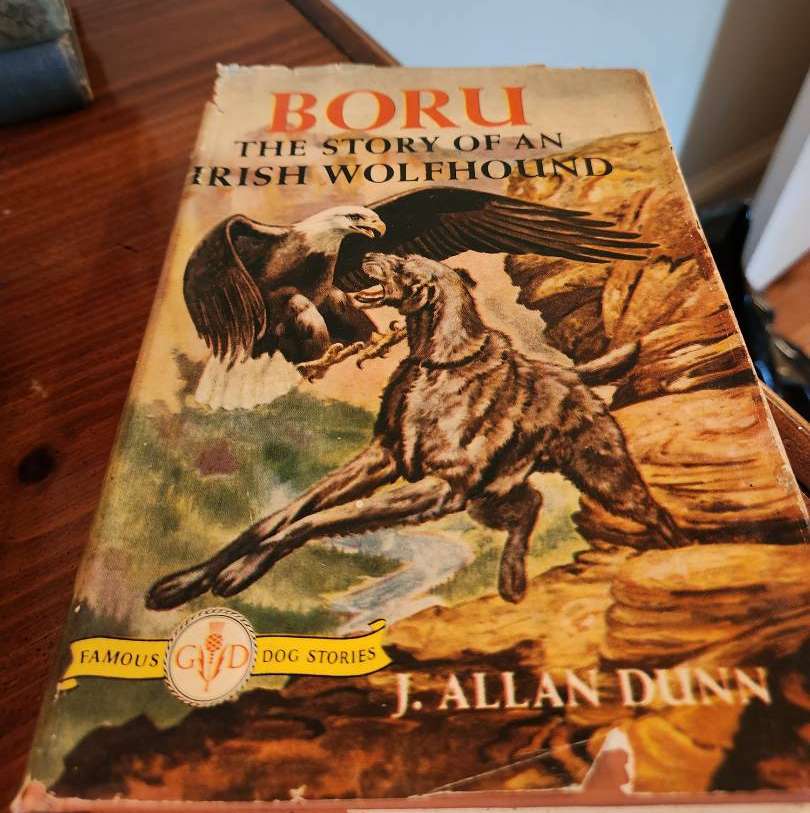 BORU
THE STORY OF AN
IRISH WOLFHOUND
FAMOUS G D DOG STORIES
J. ALLAN DUNN